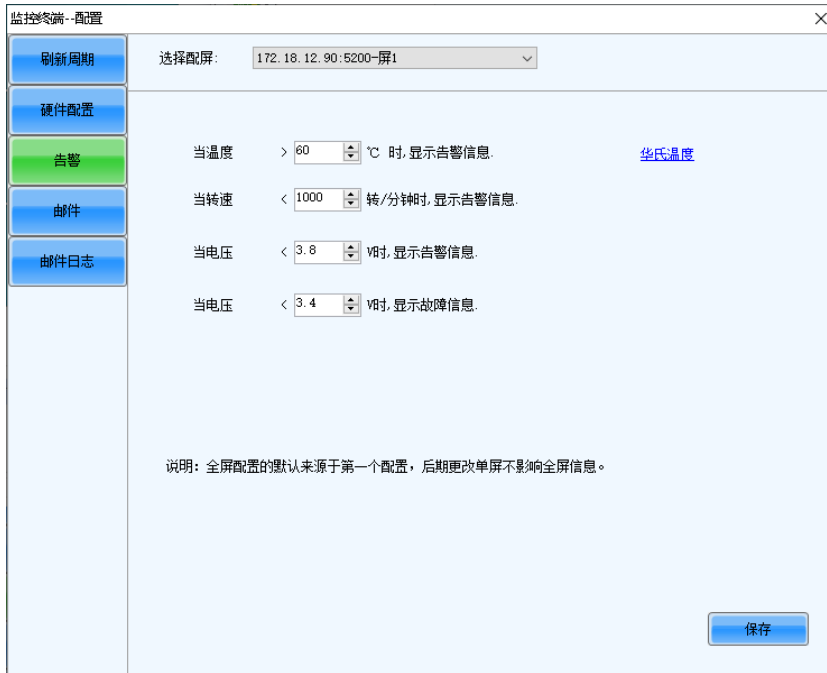 监控终端--配置
刷新周期
选择配屏: 172.18.12.90:5200-屏1
硬件配置
告警
当温度 > 60 ℃ 时,显示告警信息. 华氏温度
当转速 < 1000 转/分钟时,显示告警信息.
邮件
当电压 < 3.8 V时,显示告警信息.
邮件日志
当电压 < 3.4 V时,显示故障信息.
说明: 全屏配置的默认来源于第一个配置，后期更改单屏不影响全屏信息。
保存